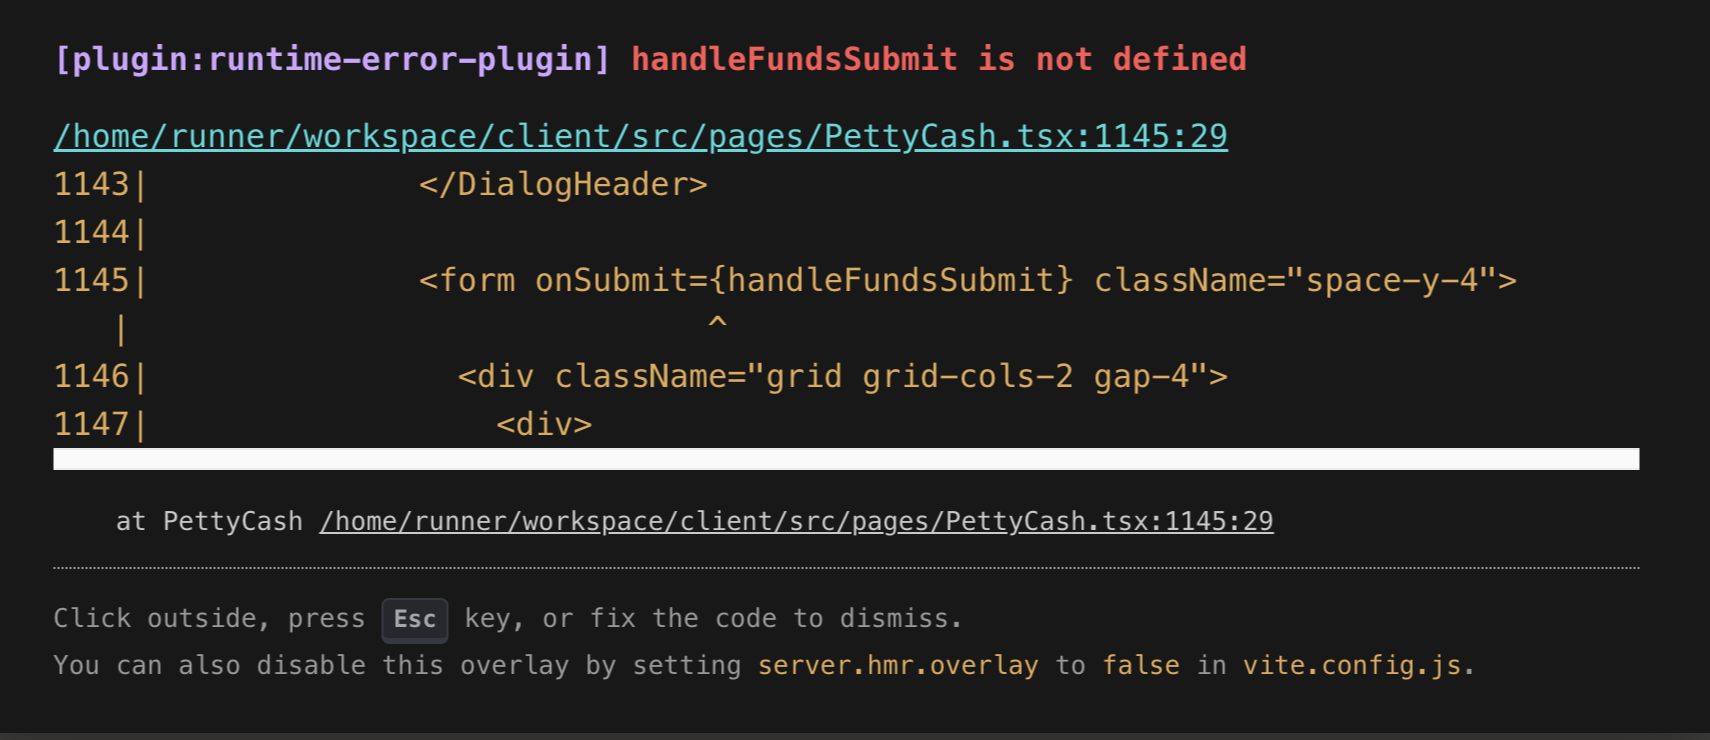 [plugin:runtime-error-plugin] handleFundsSubmit is not defined
/home/runner/workspace/client/src/pages/PettyCash.tsx:1145:29
1143|              </DialogHeader>
1144|
1145|              <form onSubmit={handleFundsSubmit} className="space-y-4">
   |                              ^
1146|                <div className="grid grid-cols-2 gap-4">
1147|                  <div>
at PettyCash /home/runner/workspace/client/src/pages/PettyCash.tsx:1145:29
Click outside, press Esc key, or fix the code to dismiss.
You can also disable this overlay by setting server.hmr.overlay to false in vite.config.js.